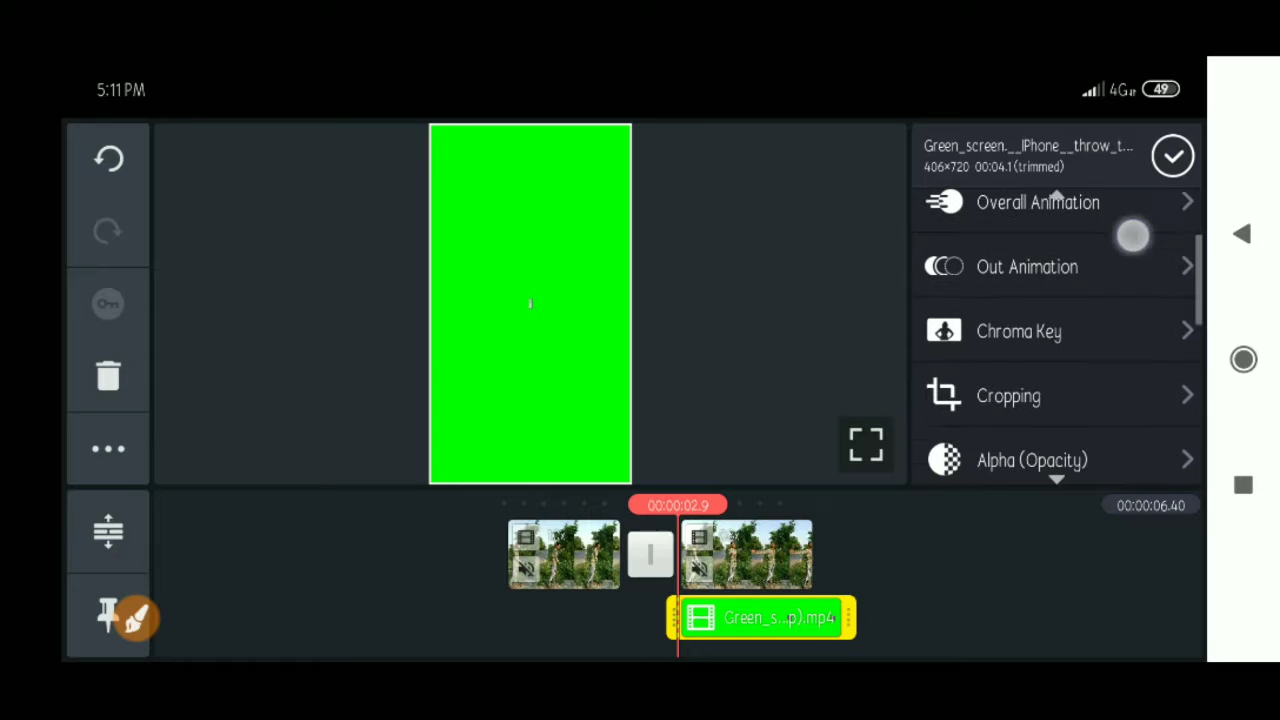 5:11 PM
4G
49
Green_screen.__IPhone__throw_t...
406×720 00:04.1 (trimmed)
Overall Animation
Out Animation
Chroma Key
Cropping
Alpha (Opacity)
00:00:02.9
00:00:06.40
Green_s...p).mp4